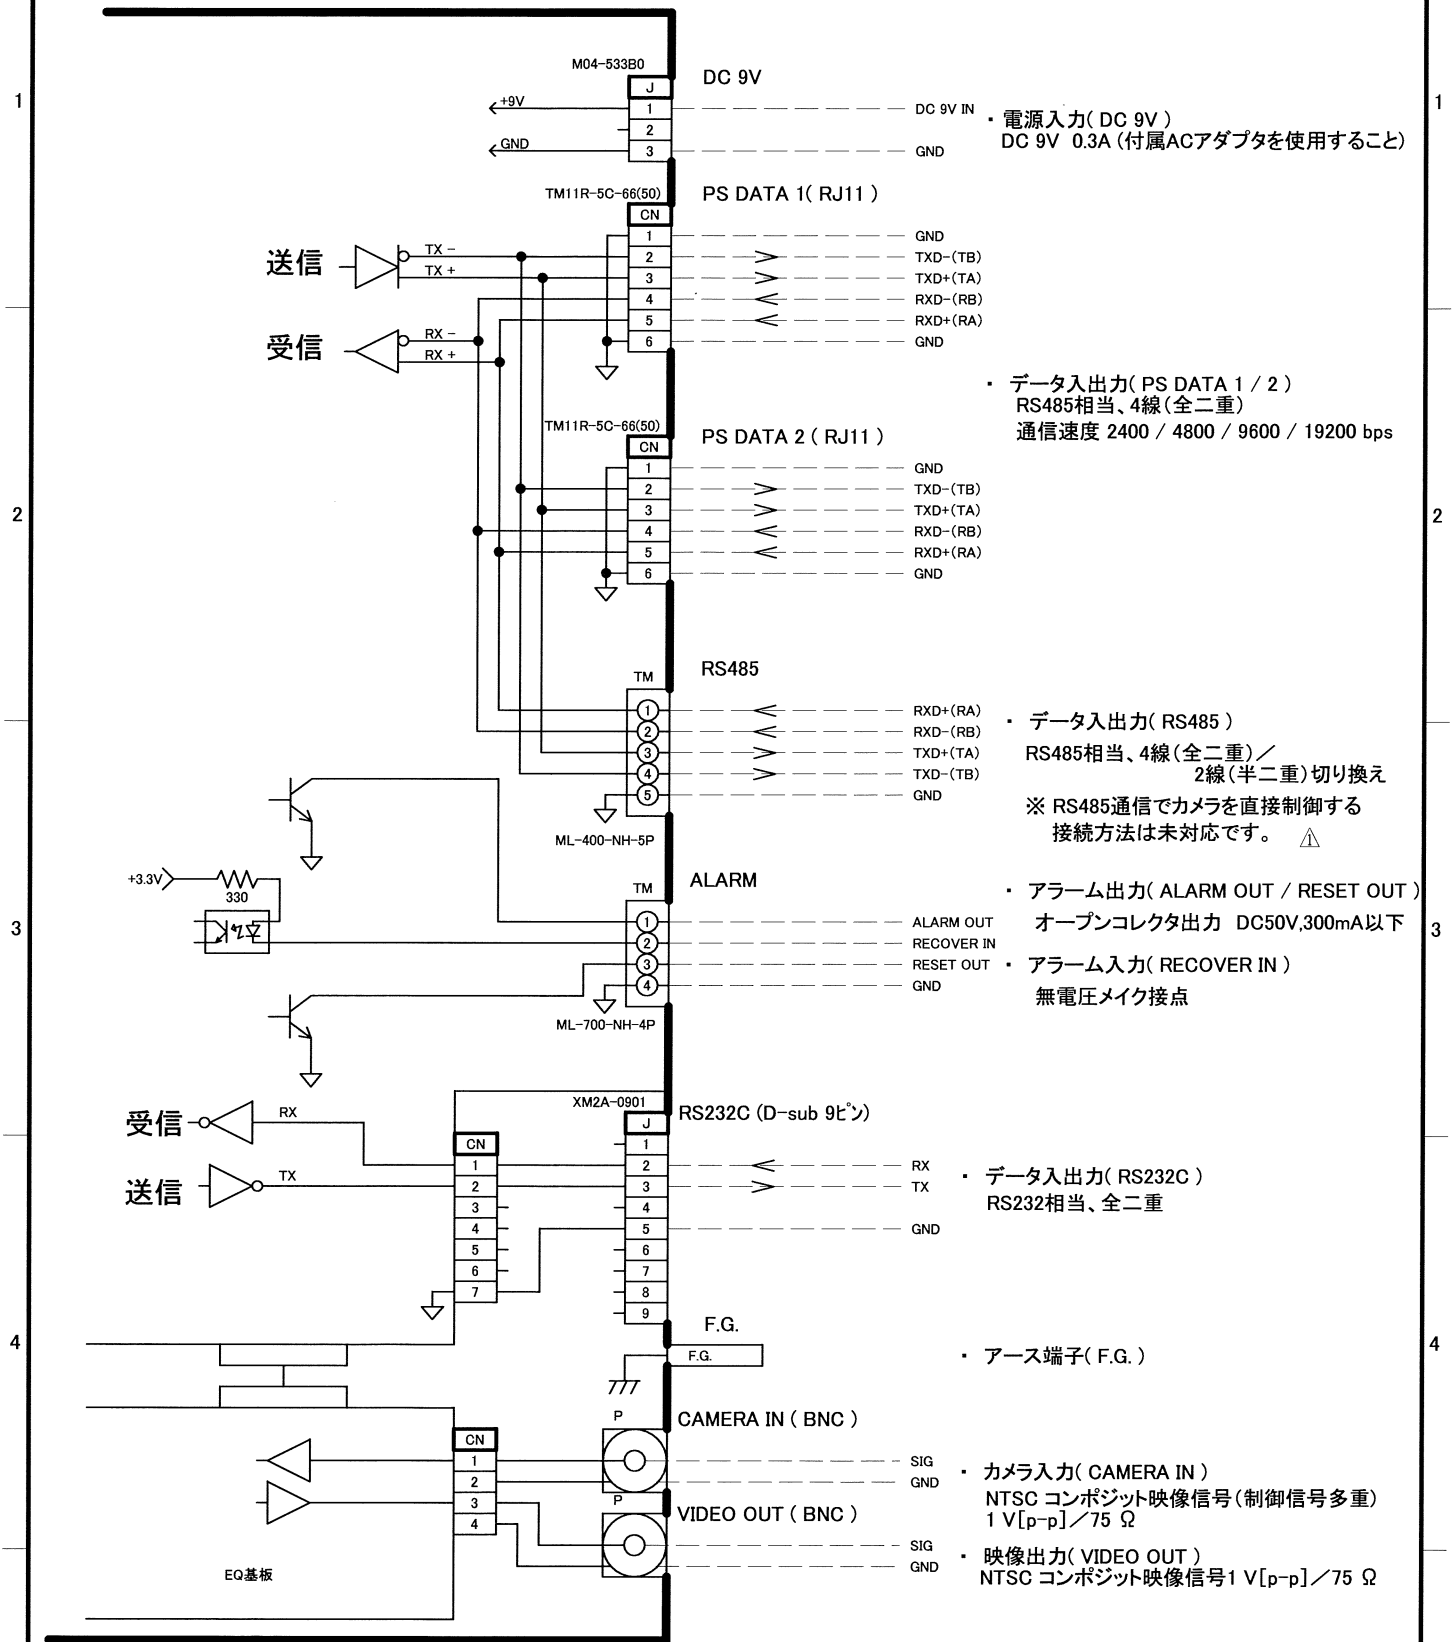 M04-533B0
DC 9V
J
1
1
+9V
1
DC 9V IN
・ 電源入力( DC 9V )
2
DC 9V 0.3A (付属ACアダプタを使用すること)
GND
3
GND
TM11R-5C-66(50)
PS DATA 1( RJ11 )
CN
1
GND
送信
TX -
2
TXD-(TB)
TX +
3
TXD+(TA)
4
RXD-(RB)
5
RXD+(RA)
受信
RX -
6
GND
RX +
・ データ入出力( PS DATA 1 / 2 )
RS485相当、4線(全二重)
通信速度 2400 / 4800 / 9600 / 19200 bps
TM11R-5C-66(50)
PS DATA 2 ( RJ11 )
CN
1
GND
2
TXD-(TB)
3
TXD+(TA)
2
2
4
RXD-(RB)
5
RXD+(RA)
6
GND
RS485
TM
1
RXD+(RA)
・ データ入出力( RS485 )
2
RXD-(RB)
3
TXD+(TA)
RS485相当、4線(全二重)/
4
TXD-(TB)
2線(半二重)切り換え
5
GND
※ RS485通信でカメラを直接制御する
接続方法は未対応です。 1
ML-400-NH-5P
+3.3V
330
TM
ALARM
・ アラーム出力( ALARM OUT / RESET OUT )
1
ALARM OUT
オープンコレクタ出力 DC50V,300mA以下
3
3
2
RECOVER IN
3
RESET OUT
・ アラーム入力( RECOVER IN )
4
GND
無電圧メイク接点
ML-700-NH-4P
XM2A-0901
RS232C (D-sub 9ピン)
受信
RX
J
CN
1
1
2
RX
・ データ入出力( RS232C )
送信
TX
2
3
TX
RS232相当、全二重
3
4
4
5
GND
5
6
6
7
7
8
9
4
4
F.G.
F.G.
・ アース端子( F.G. )
P
CAMERA IN ( BNC )
CN
1
SIG
・ カメラ入力( CAMERA IN )
2
GND
NTSC コンポジット映像信号(制御信号多重)
3
P
VIDEO OUT ( BNC )
1 V[p-p]/75 Ω
4
SIG
・ 映像出力( VIDEO OUT )
GND
NTSC コンポジット映像信号1 V[p-p]/75 Ω
EQ基板